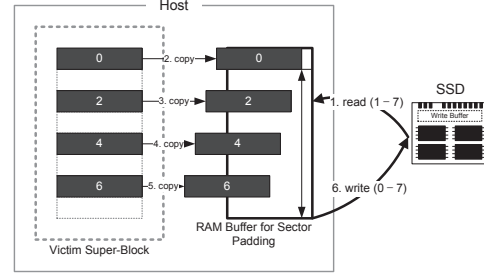 Host
0
2. copy
0
2
3. copy
2
1. read (1 – 7)
SSD
Write Buffer
4
4. copy
4
6
5. copy
6
6. write (0 – 7)
RAM Buffer for Sector
Padding
Victim Super-Block